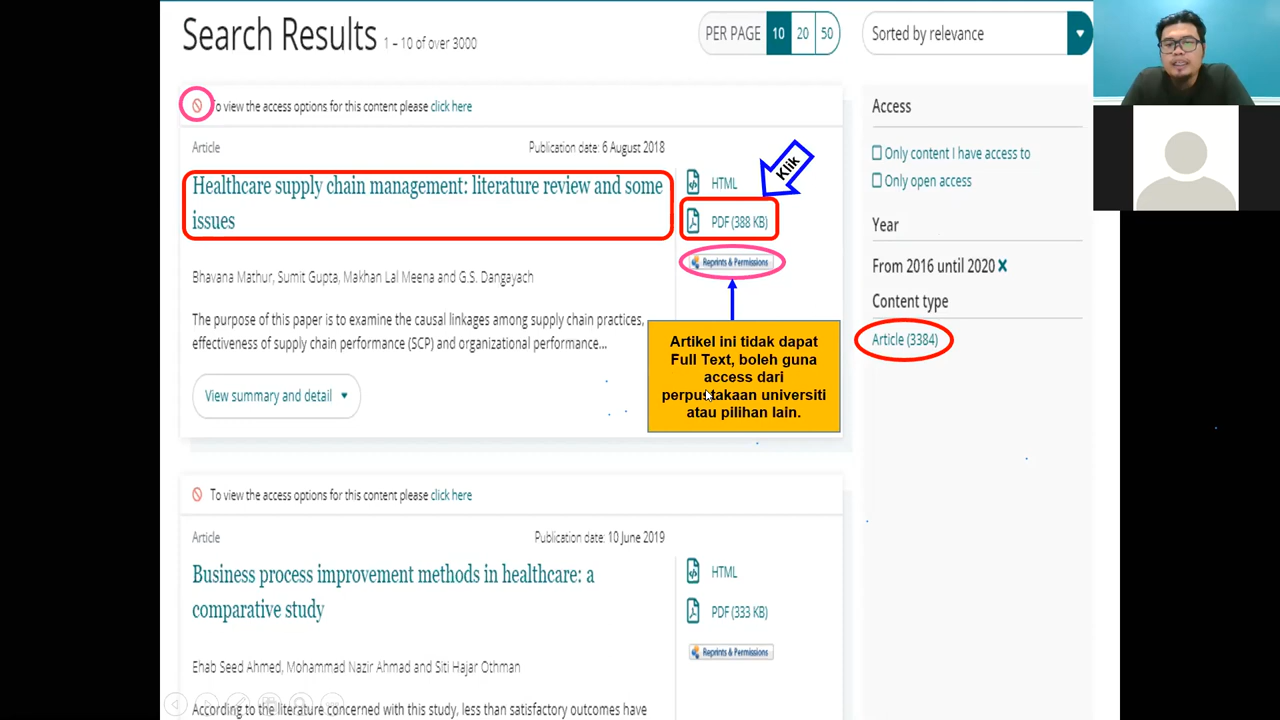 Search Results 1 – 10 of over 3000
PER PAGE 10 20 50
Sorted by relevance
To view the access options for this content please click here
Article
Publication date: 6 August 2018
Healthcare supply chain management: literature review and some
issues
HTML
PDF (388 KB)
Klik
Reprints & Permissions
Bhavana Mathur, Sumit Gupta, Makhan Lal Meena and G.S. Dangayach
The purpose of this paper is to examine the causal linkages among supply chain practices,
effectiveness of supply chain performance (SCP) and organizational performance...
View summary and detail
Artikel ini tidak dapat
Full Text, boleh guna
access dari
perpustakaan universiti
atau pilihan lain.
To view the access options for this content please click here
Article
Publication date: 10 June 2019
Business process improvement methods in healthcare: a
comparative study
HTML
PDF (333 KB)
Reprints & Permissions
Ehab Seed Ahmed, Mohammad Nazir Ahmad and Siti Hajar Othman
According to the literature concerned with this study, less than satisfactory outcomes have
Access
Only content I have access to
Only open access
Year
From 2016 until 2020
Content type
Article (3384)